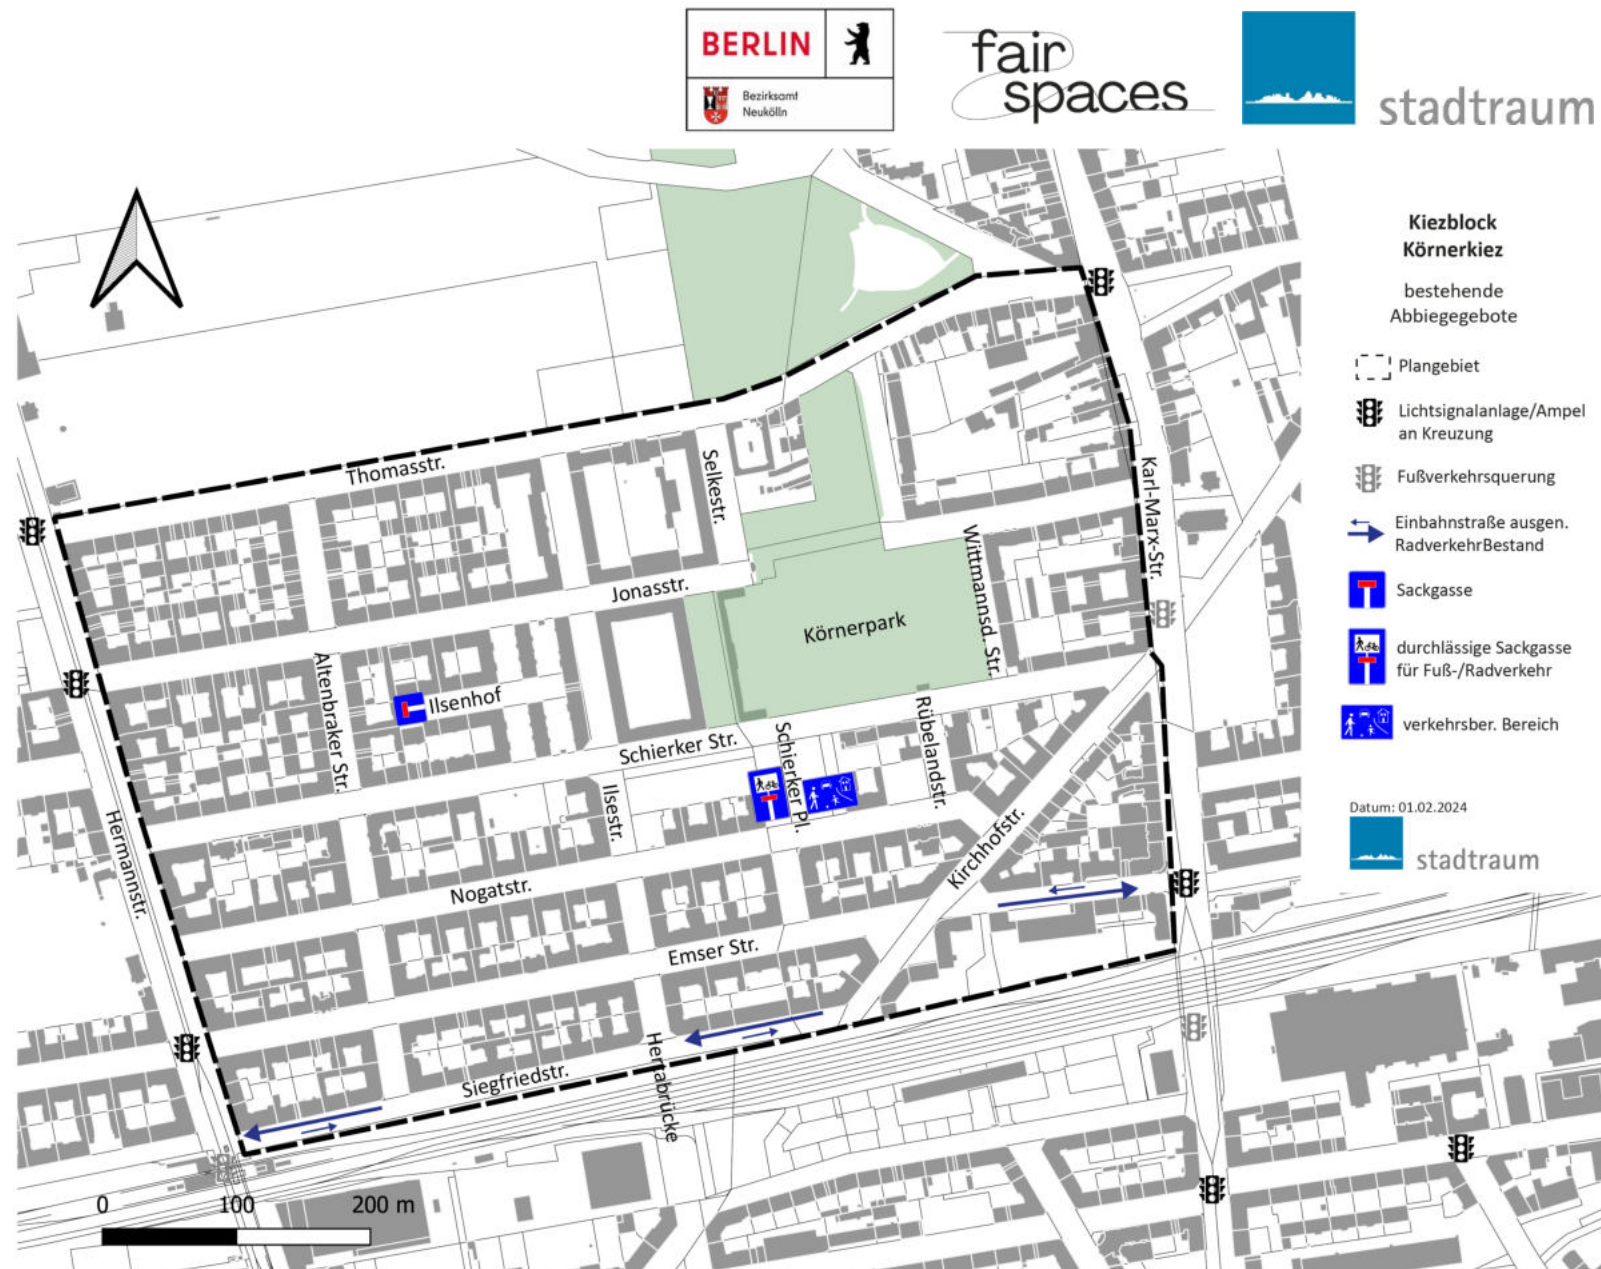 BERLIN
Bezirksamt
Neukölln
fair
spaces
stadtraum
Kiezblock
Körnerkiez
bestehende
Abbiegegebote
Plangebiet
Lichtsignalanlage/Ampel
an Kreuzung
Fußverkehrsquerung
Einbahnstraße ausgen.
RadverkehrBestand
Sackgasse
durchlässige Sackgasse
für Fuß-/Radverkehr
verkehrsber. Bereich
Datum: 01.02.2024
stadtraum
Thomasstr.
Selkestr.
Karl-Marx-Str.
Jonasstr.
Wittmannsd. Str.
Körnerpark
Altenbraker Str.
Ilsenhof
Schierker Str.
Schierker Pl.
Rübelandstr.
Ilsestr.
Hermannstr.
Kirchhofstr.
Nogatstr.
Emser Str.
Siegfriedstr.
Hertabrücke
0 100 200 m